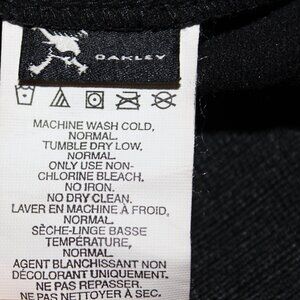 OAKLEY
MACHINE WASH COLD,
NORMAL.
TUMBLE DRY LOW,
NORMAL.
ONLY USE NON-
CHLORINE BLEACH.
NO IRON.
NO DRY CLEAN.
LAVER EN MACHINE À FROID,
NORMAL.
SÈCHE-LINGE BASSE
TEMPÉRATURE,
NORMAL.
AGENT BLANCHISSANT NON
DÉCOLORANT UNIQUEMENT.
NE PAS REPASSER.
NE PAS NETTOYER À SEC.